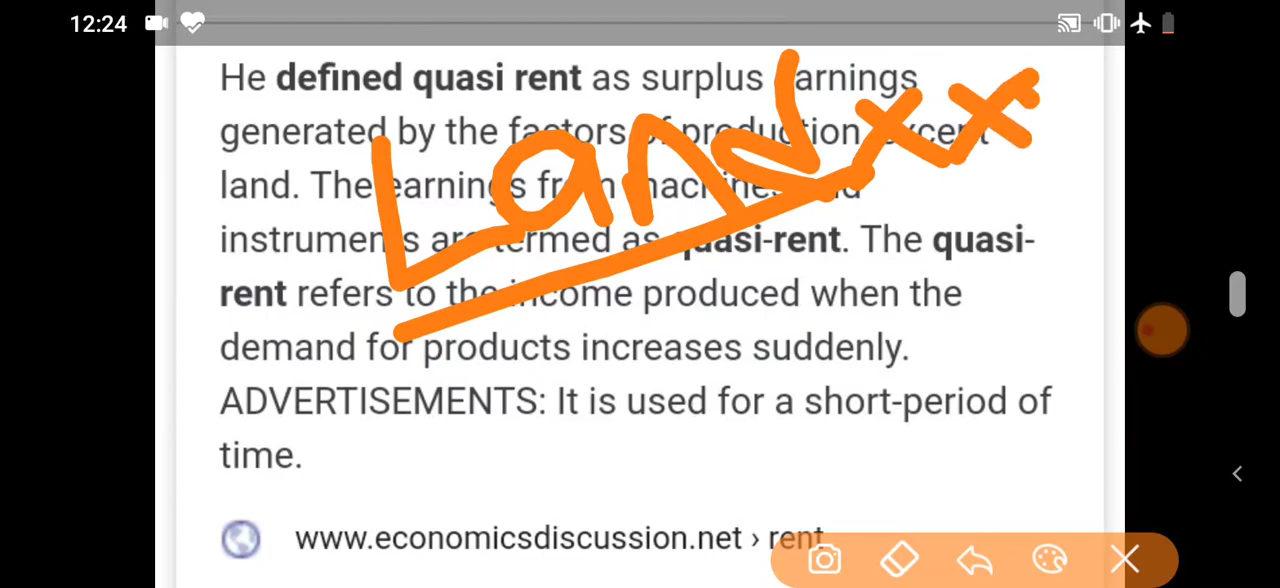 12:24
He defined quasi rent as surplus earnings
generated by the factors of production except
land. The earnings from machines and
instruments are termed as quasi-rent. The quasi-
rent refers to the income produced when the
demand for products increases suddenly.
ADVERTISEMENTS: It is used for a short-period of
time.
www.economicsdiscussion.net › rent
Land xx